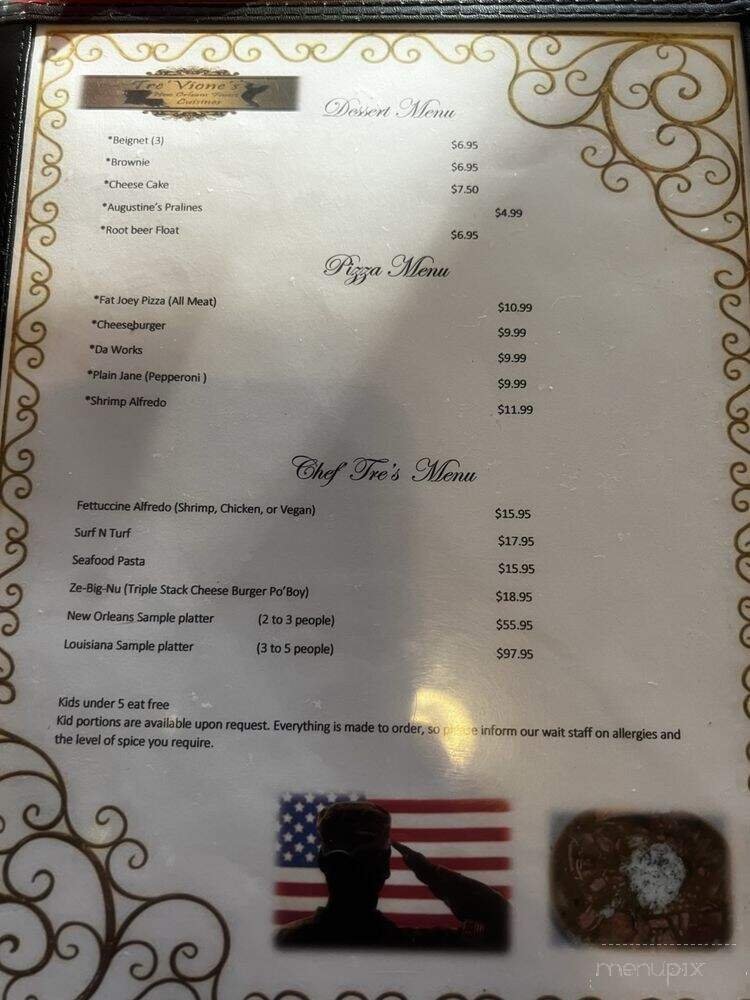 Tre'Vione's
New Orleans
Cuisines
Dessert Menu
*Beignet (3) $6.95
*Brownie $6.95
*Cheese Cake $7.50
*Augustine's Pralines $4.99
*Root beer Float $6.95
Pizza Menu
*Fat Joey Pizza (All Meat) $10.99
*Cheeseburger $9.99
*Da Works $9.99
*Plain Jane (Pepperoni ) $9.99
*Shrimp Alfredo $11.99
Chef Tre's Menu
Fettuccine Alfredo (Shrimp, Chicken, or Vegan) $15.95
Surf N Turf $17.95
Seafood Pasta $15.95
Ze-Big-Nu (Triple Stack Cheese Burger Po'Boy) $18.95
New Orleans Sample platter (2 to 3 people) $55.95
Louisiana Sample platter (3 to 5 people) $97.95
Kids under 5 eat free
Kid portions are available upon request. Everything is made to order, so please inform our wait staff on allergies and
the level of spice you require.
menupix